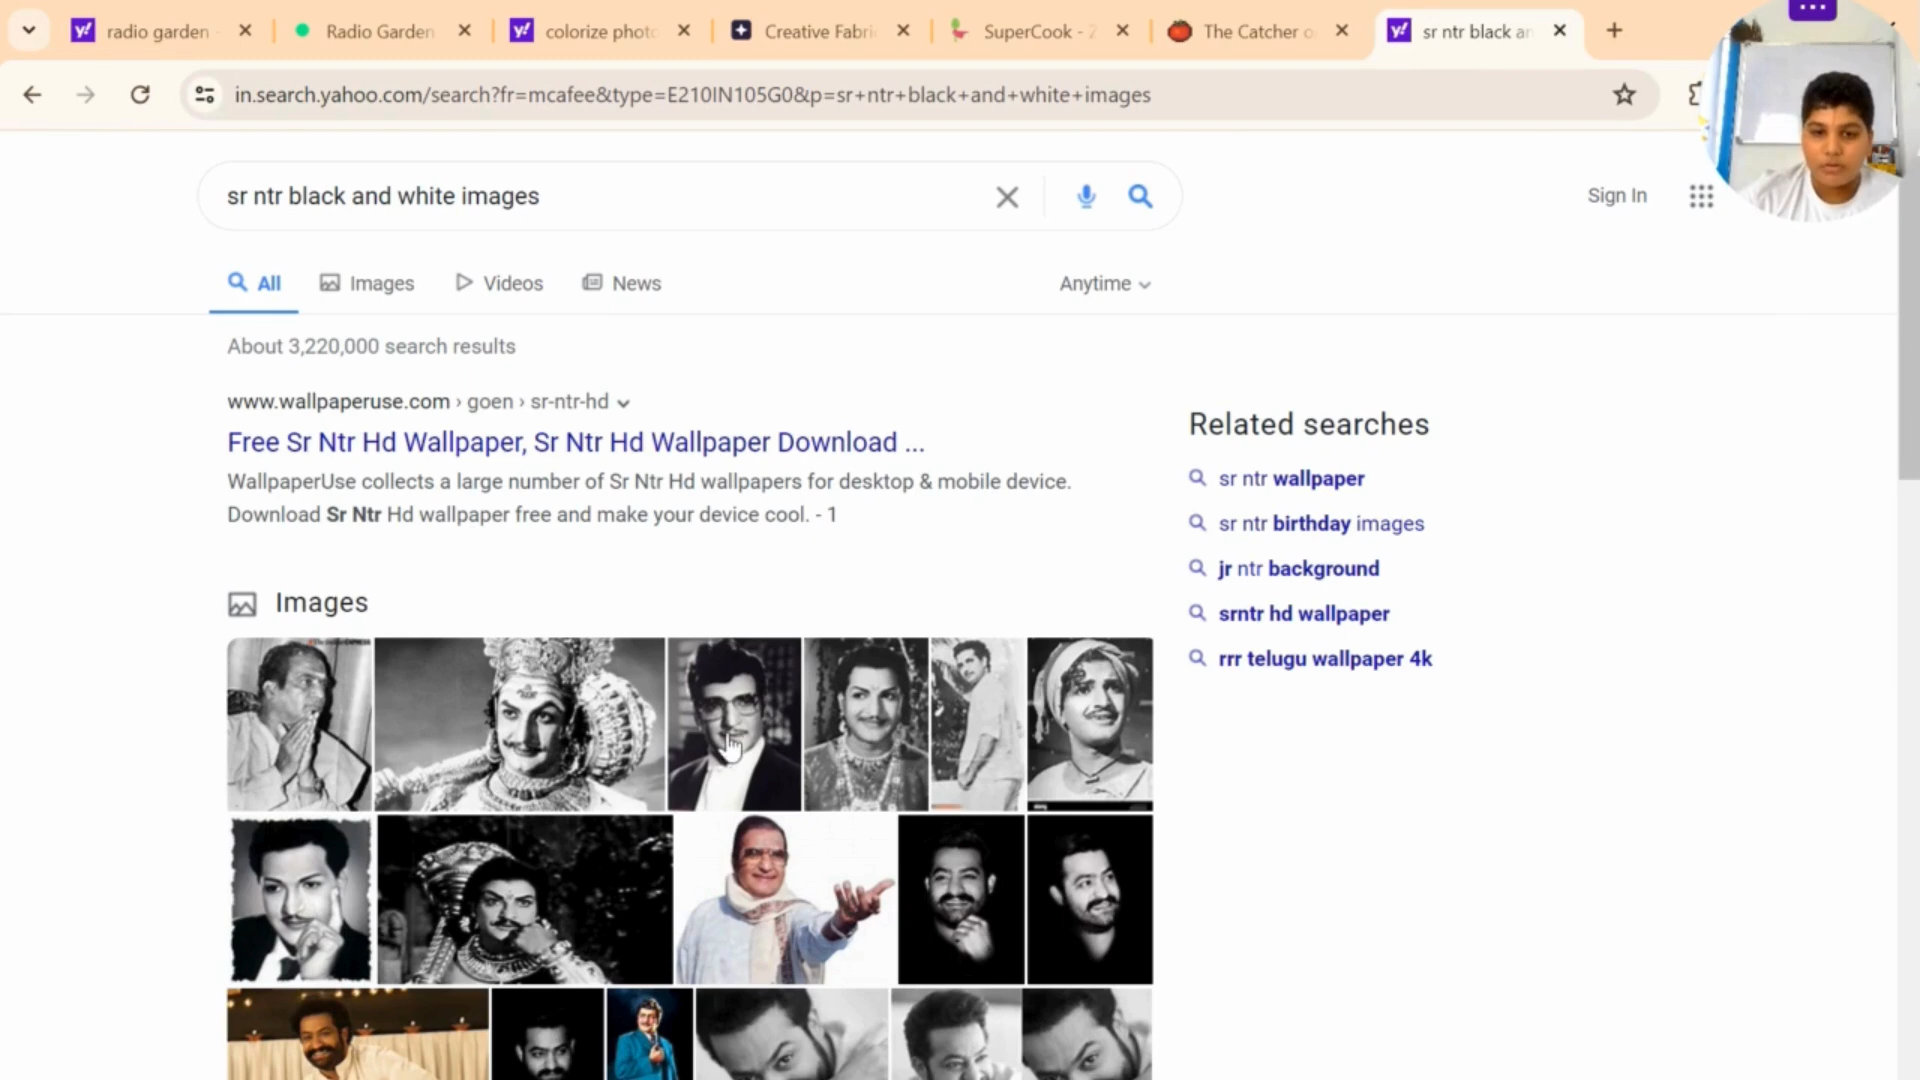 radio garden
Radio Garden
colorize phot
Creative Fabri
SuperCook - 2
The Catcher o
sr ntr black an
in.search.yahoo.com/search?fr=mcafee&type=E210IN105G0&p=sr+ntr+black+and+white+images
sr ntr black and white images
Sign In
All
Images
Videos
News
Anytime
About 3,220,000 search results
www.wallpaperuse.com › goen › sr-ntr-hd
Free Sr Ntr Hd Wallpaper, Sr Ntr Hd Wallpaper Download ...
WallpaperUse collects a large number of Sr Ntr Hd wallpapers for desktop & mobile device.
Download Sr Ntr Hd wallpaper free and make your device cool. - 1
Images
Related searches
sr ntr wallpaper
sr ntr birthday images
jr ntr background
srntr hd wallpaper
rrr telugu wallpaper 4k